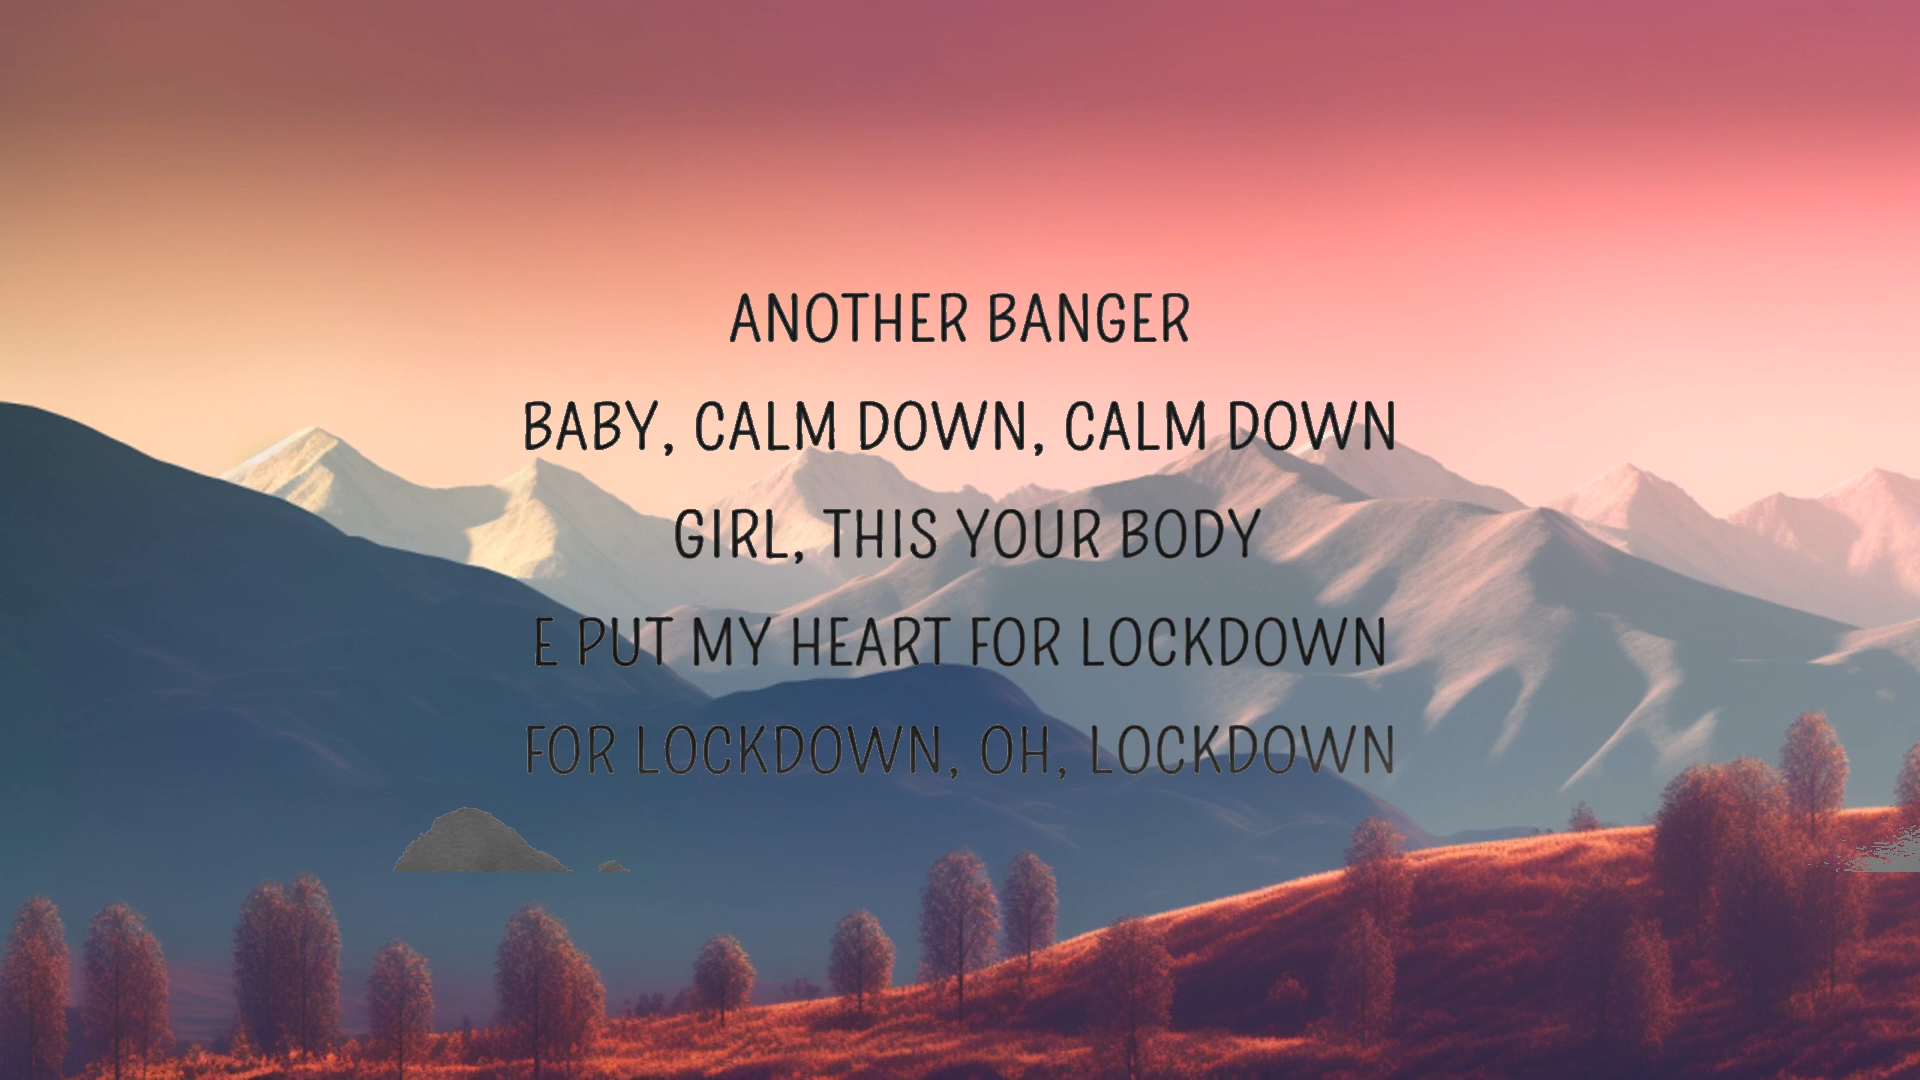 ANOTHER BANGER
BABY, CALM DOWN, CALM DOWN
GIRL, THIS YOUR BODY
E PUT MY HEART FOR LOCKDOWN
FOR LOCKDOWN, OH, LOCKDOWN